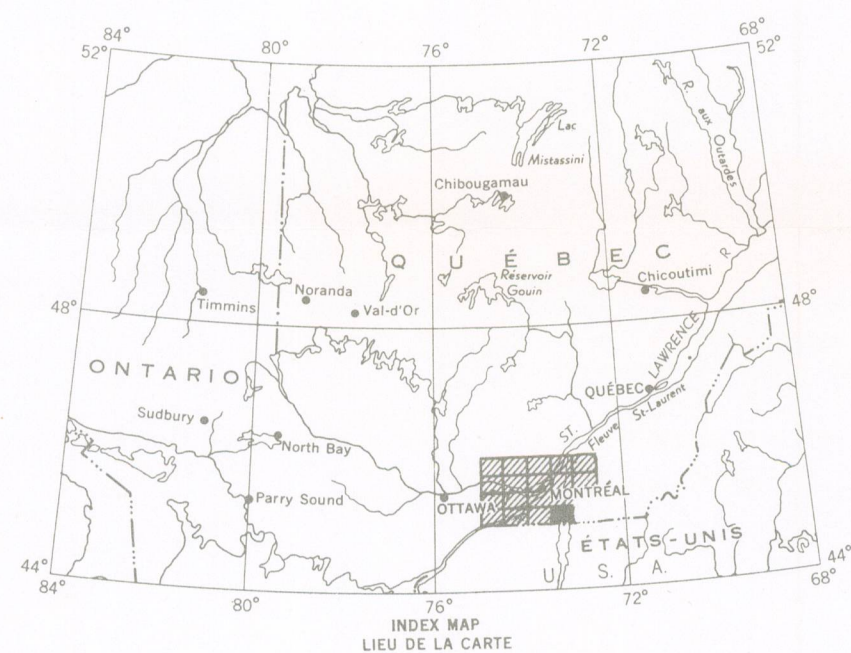 84°
80°
76°
72°
68°
52°
52°
R. aux Outardes
Lac
Mistassini
Chibougamau
QUÉBEC
R.
Réservoir
Gouin
Chicoutimi
Noranda
Timmins
Val-d'Or
48°
48°
ONTARIO
LAWRENCE
QUÉBEC
Sudbury
ST.
Fleuve St-Laurent
North Bay
Parry Sound
OTTAWA
MONTRÉAL
ÉTATS-UNIS
U. S. A.
44°
44°
84°
80°
76°
72°
68°
INDEX MAP
LIEU DE LA CARTE